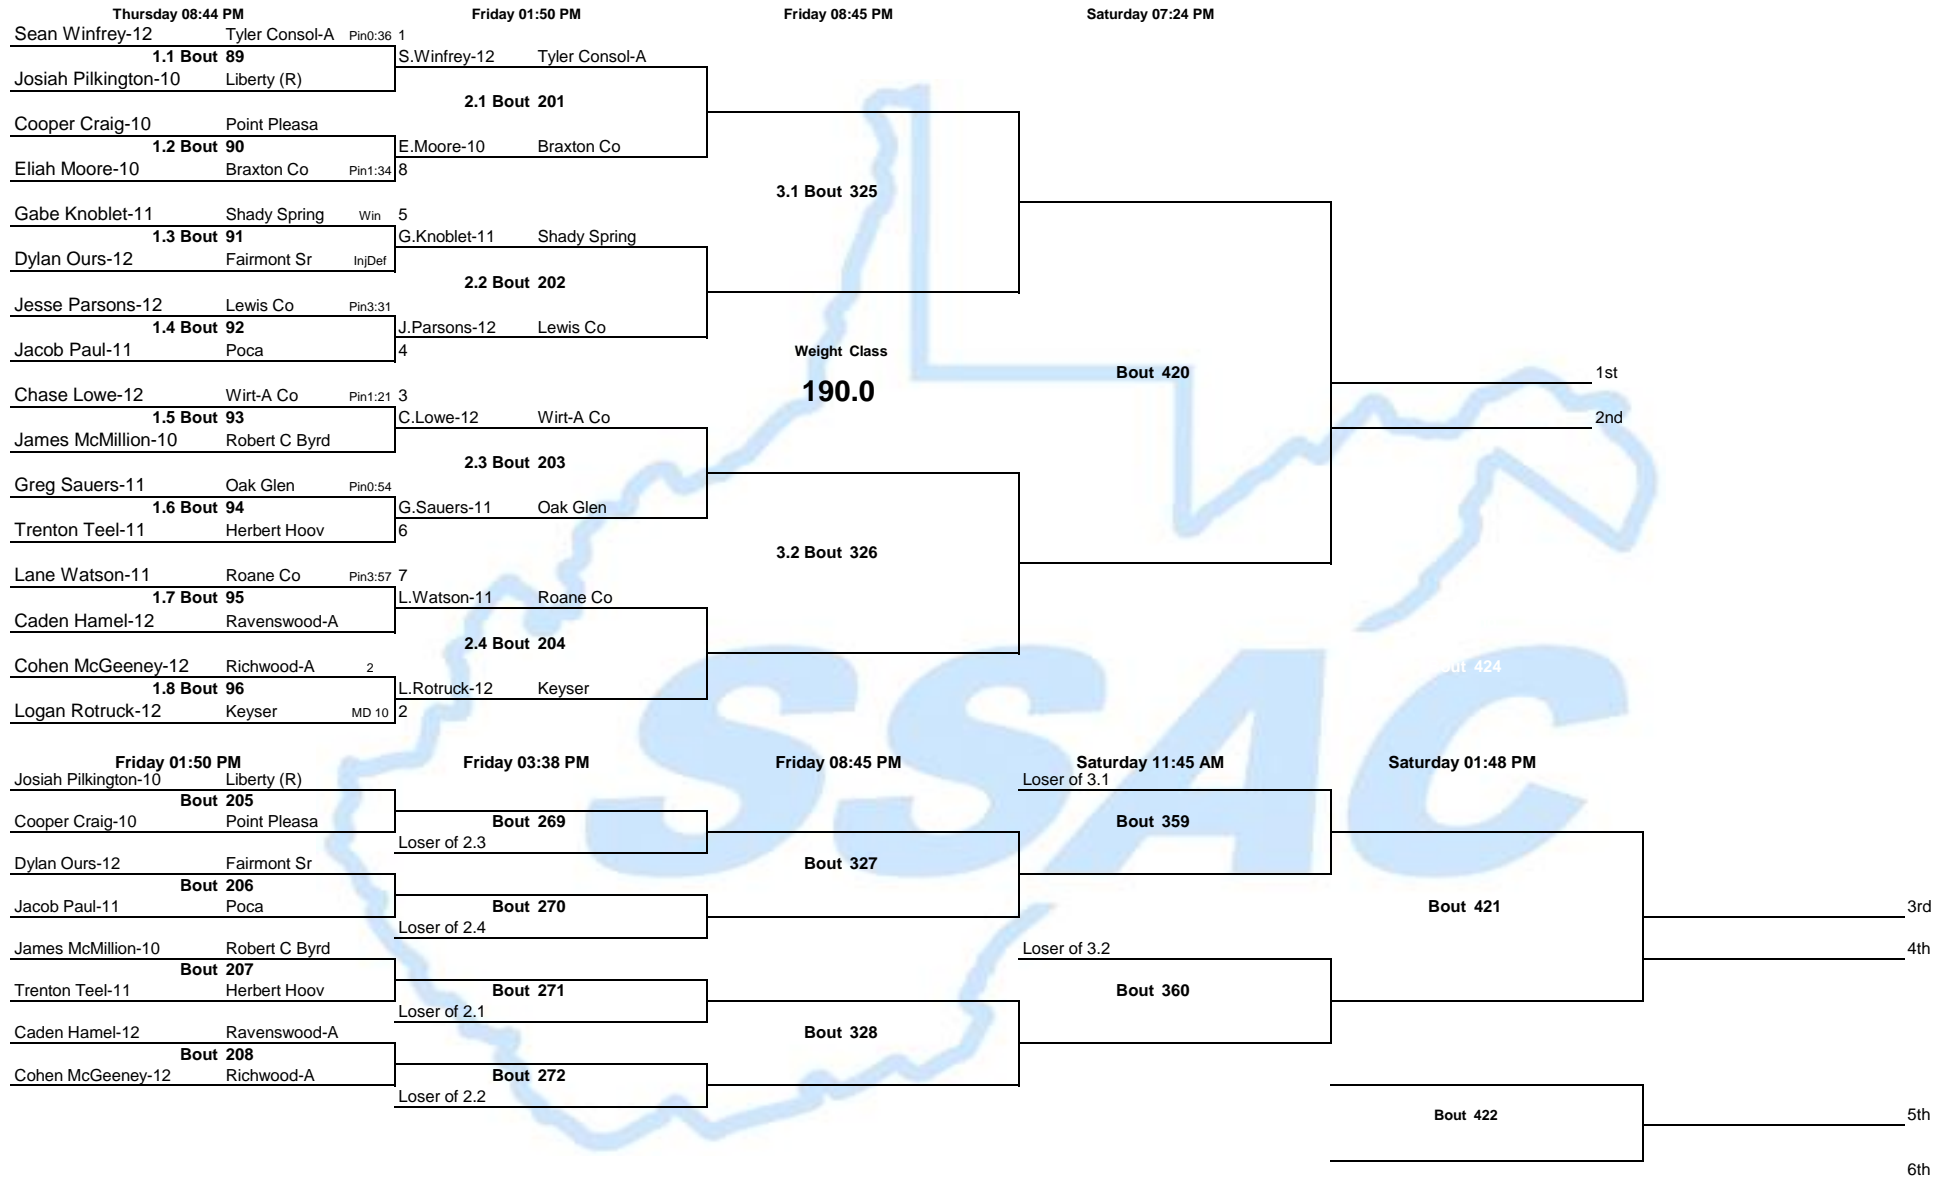 Thursday 08:44 PM Friday 01:50 PM Friday 08:45 PM Saturday 07:24 PM
Sean Winfrey-12 Tyler Consol-A Pin0:36 1
1.1 Bout 89 S.Winfrey-12 Tyler Consol-A
Josiah Pilkington-10 Liberty (R)
2.1 Bout 201
Cooper Craig-10 Point Pleasa
1.2 Bout 90 E.Moore-10 Braxton Co
Eliah Moore-10 Braxton Co Pin1:34 8
3.1 Bout 325
Gabe Knoblet-11 Shady Spring Win 5
1.3 Bout 91 G.Knoblet-11 Shady Spring
Dylan Ours-12 Fairmont Sr InjDef
2.2 Bout 202
Jesse Parsons-12 Lewis Co Pin3:31
1.4 Bout 92 J.Parsons-12 Lewis Co
Jacob Paul-11 Poca 4 Weight Class
Bout 420 1st
Chase Lowe-12 Wirt-A Co Pin1:21 3 190.0
1.5 Bout 93 C.Lowe-12 Wirt-A Co 2nd
James McMillion-10 Robert C Byrd
2.3 Bout 203
Greg Sauers-11 Oak Glen Pin0:54
1.6 Bout 94 G.Sauers-11 Oak Glen
Trenton Teel-11 Herbert Hoov 6
3.2 Bout 326
Lane Watson-11 Roane Co Pin3:57 7
1.7 Bout 95 L.Watson-11 Roane Co
Caden Hamel-12 Ravenswood-A
2.4 Bout 204
Cohen McGeeney-12 Richwood-A 2 424
1.8 Bout 96 L.Rotruck-12 Keyser
Logan Rotruck-12 Keyser MD 10 2
SSAC
Friday 01:50 PM Friday 03:38 PM Friday 08:45 PM Saturday 11:45 AM Saturday 01:48 PM
Josiah Pilkington-10 Liberty (R) Loser of 3.1
Bout 205
Cooper Craig-10 Point Pleasa Bout 269 Bout 359
Loser of 2.3
Dylan Ours-12 Fairmont Sr Bout 327
Bout 206
Jacob Paul-11 Poca Bout 270 Bout 421 3rd
Loser of 2.4
James McMillion-10 Robert C Byrd Loser of 3.2 4th
Bout 207
Trenton Teel-11 Herbert Hoov Bout 271 Bout 360
Loser of 2.1
Caden Hamel-12 Ravenswood-A Bout 328
Bout 208
Cohen McGeeney-12 Richwood-A Bout 272
Loser of 2.2
Bout 422 5th
6th